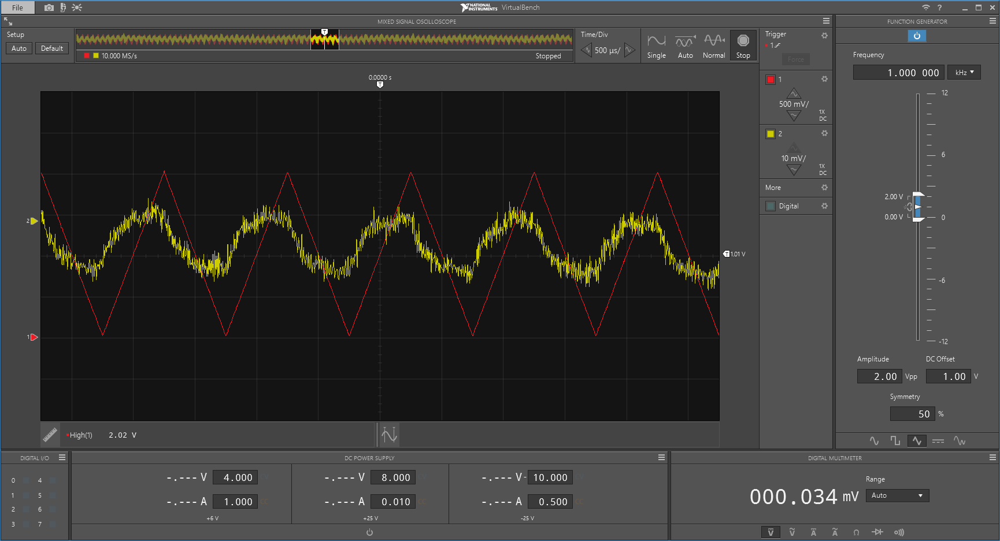 File
NATIONAL INSTRUMENTS VirtualBench
?
MIXED SIGNAL OSCILLOSCOPE
Setup
Auto Default
10.000 MS/s
Stopped
Time/Div
500 µs/
Single Auto Normal Stop
Trigger
1
Force
0.0000 s
T
T
2
1
T 1.01 V
1
500 mV/
1X
DC
2
10 mV/
1X
DC
More
Digital
High(1) 2.02 V
FUNCTION GENERATOR
Frequency
1.000 000 kHz
12
6
2.00 V
0.00 V
0
-6
-12
Amplitude DC Offset
2.00 Vpp 1.00 V
Symmetry
50 %
DIGITAL I/O
0 4
1 5
2 6
3 7
DC POWER SUPPLY
-.--- V 4.000
-.--- A 1.000
+6 V
-.--- V 8.000
-.--- A 0.010
+25 V
-.--- V -10.000
-.--- A 0.500
-25 V
DIGITAL MULTIMETER
Range
000.034 mV Auto
V V A A Ω